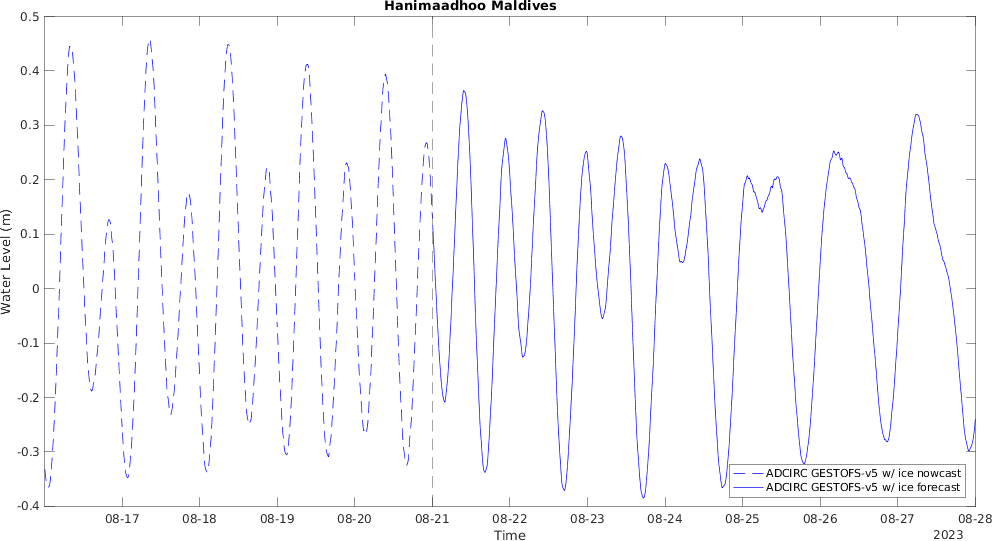 Hanimaadhoo Maldives
0.5
0.4
0.3
0.2
0.1
0
-0.1
-0.2
-0.3
-0.4
Water Level (m)
ADCIRC GESTOFS-v5 w/ ice nowcast
ADCIRC GESTOFS-v5 w/ ice forecast
08-17 08-18 08-19 08-20 08-21 08-22 08-23 08-24 08-25 08-26 08-27 08-28
Time
2023